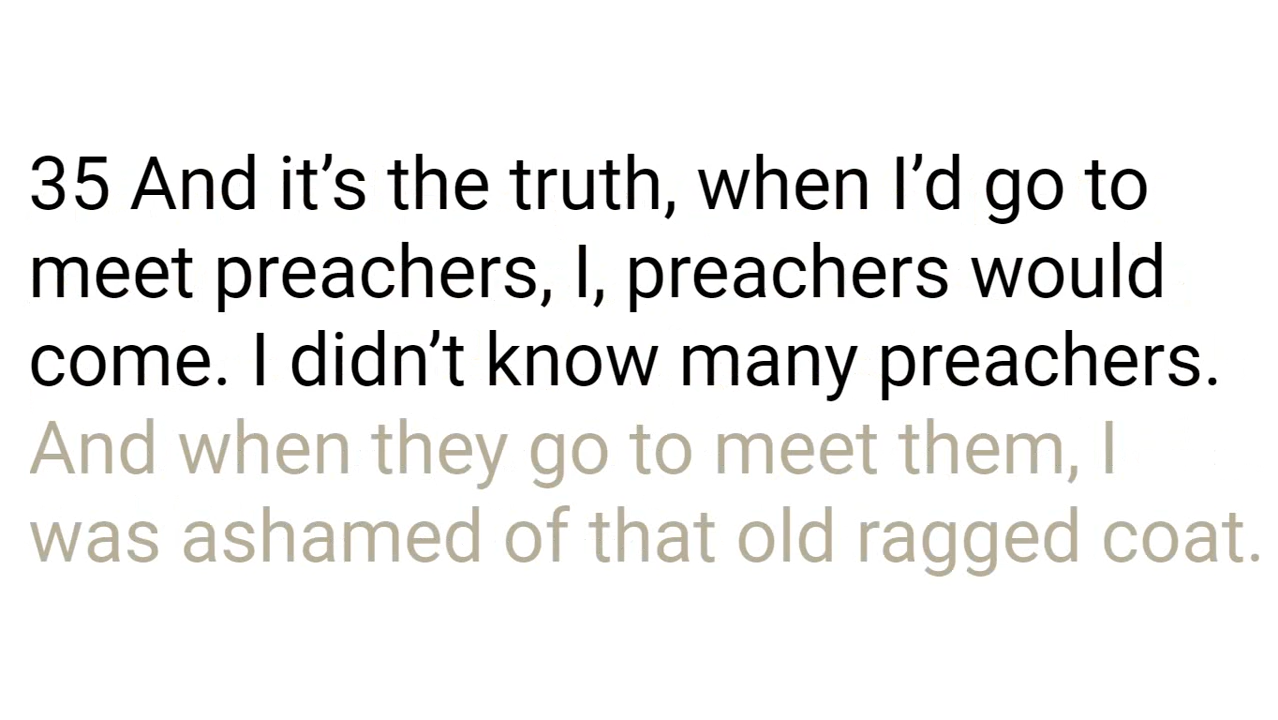 35 And it’s the truth, when I’d go to
meet preachers, I, preachers would
come. I didn’t know many preachers.
And when they go to meet them, I
was ashamed of that old ragged coat.